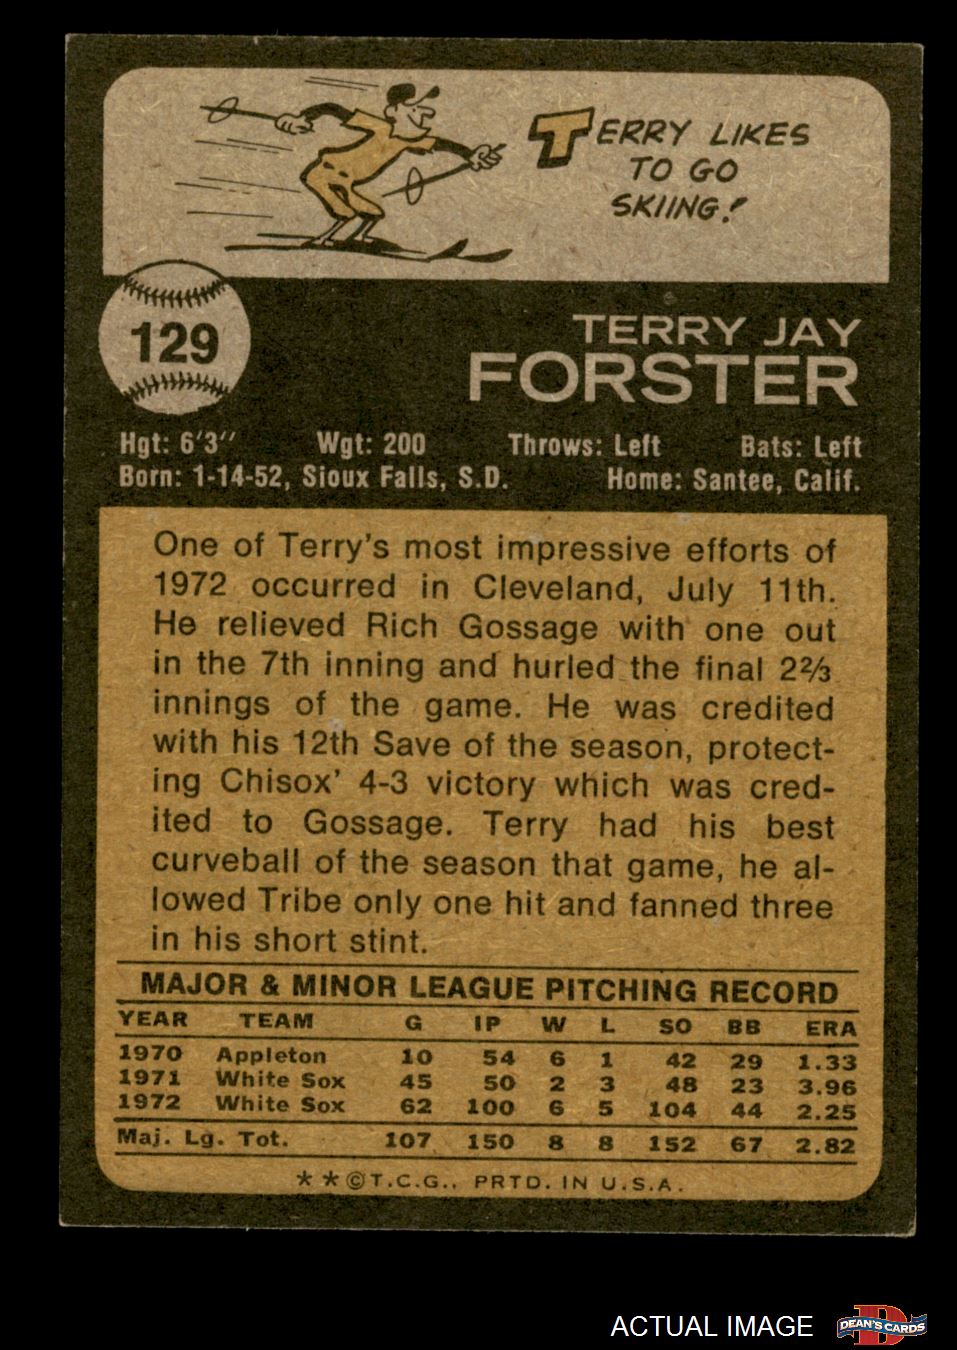 TERRY LIKES
TO GO
SKIING!
129
TERRY JAY
FORSTER
Hgt: 6'3" Wgt: 200 Throws: Left Bats: Left
Born: 1-14-52, Sioux Falls, S.D. Home: Santee, Calif.
One of Terry's most impressive efforts of
1972 occurred in Cleveland, July 11th.
He relieved Rich Gossage with one out
in the 7th inning and hurled the final 2⅔
innings of the game. He was credited
with his 12th Save of the season, protect-
ing Chisox' 4-3 victory which was cred-
ited to Gossage. Terry had his best
curveball of the season that game, he al-
lowed Tribe only one hit and fanned three
in his short stint.
MAJOR & MINOR LEAGUE PITCHING RECORD
YEAR TEAM G IP W L SO BB ERA
1970 Appleton 10 54 6 1 42 29 1.33
1971 White Sox 45 50 2 3 48 23 3.96
1972 White Sox 62 100 6 5 104 44 2.25
Maj. Lg. Tot. 107 150 8 8 152 67 2.82
**©T.C.G.. PRTD. IN U.S.A.
ACTUAL IMAGE
D
DEAN'S CARDS